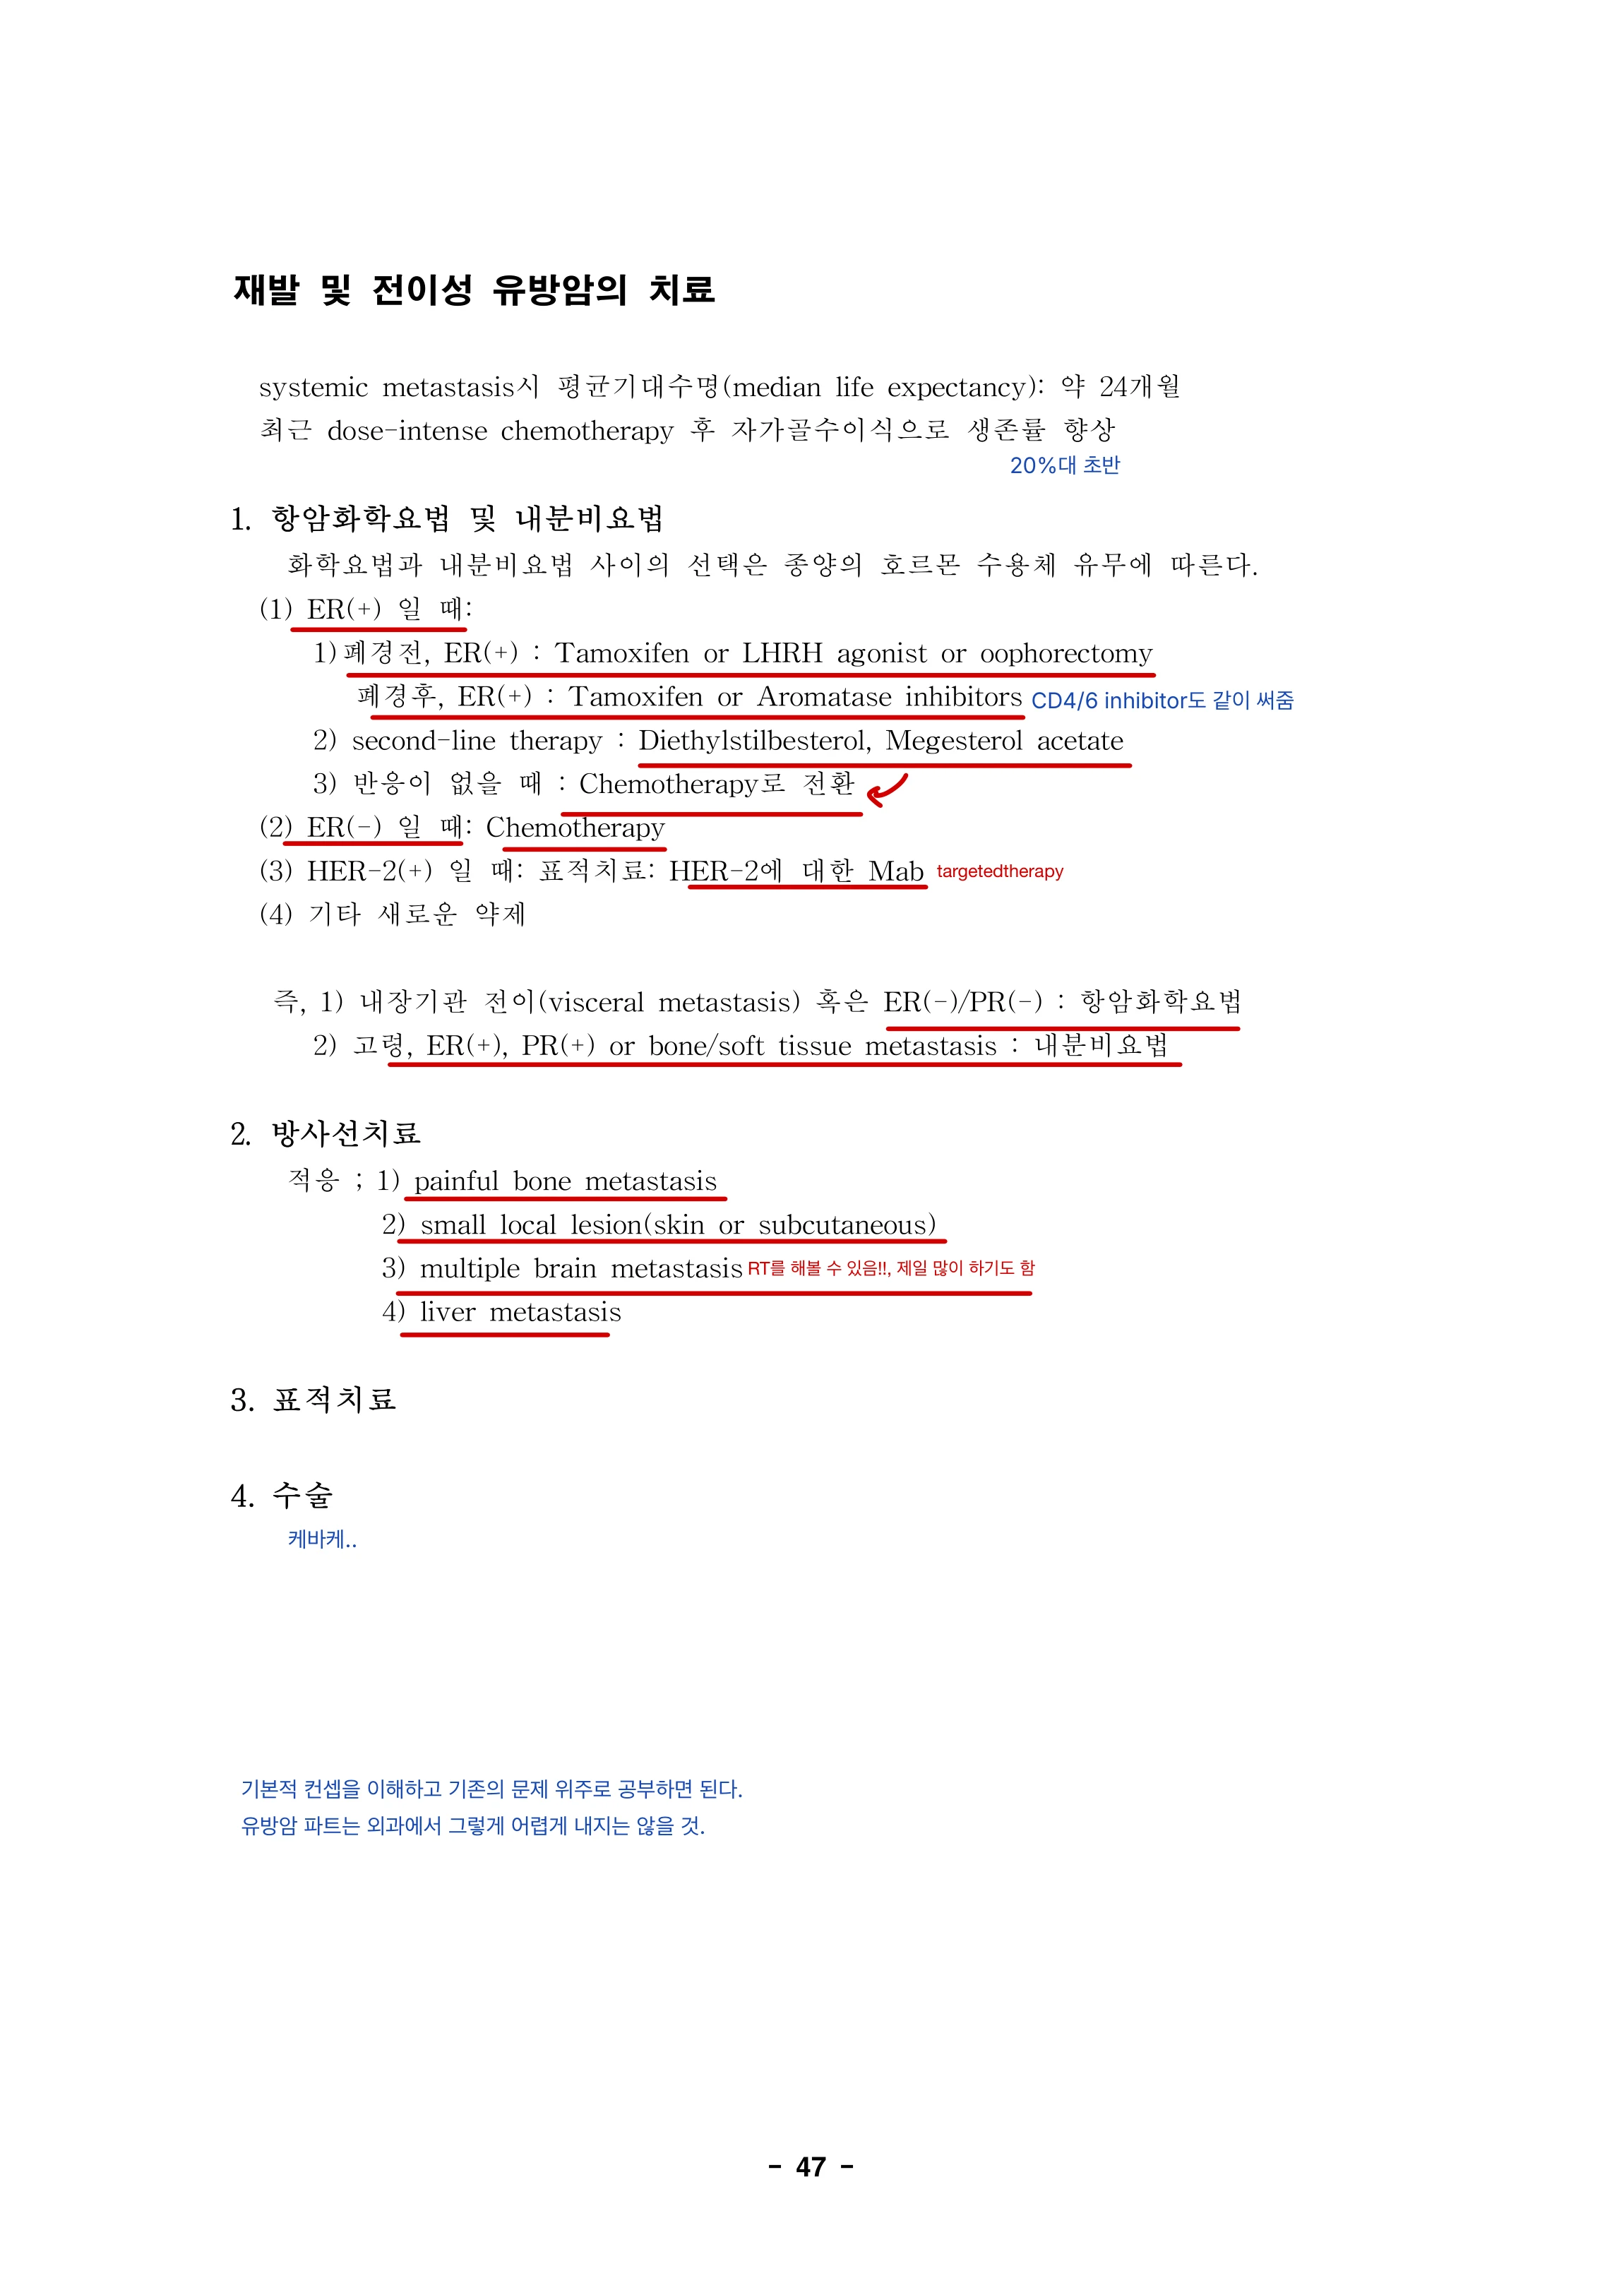 재발 및 전이성 유방암의 치료
systemic metastasis시 평균기대수명(median life expectancy): 약 24개월
최근 dose-intense chemotherapy 후 자가골수이식으로 생존률 향상
20%대 초반
1. 항암화학요법 및 내분비요법
화학요법과 내분비요법 사이의 선택은 종양의 호르몬 수용체 유무에 따른다.
(1) ER(+) 일 때:
1) 폐경전, ER(+) : Tamoxifen or LHRH agonist or oophorectomy
폐경후, ER(+) : Tamoxifen or Aromatase inhibitors CD4/6 inhibitor도 같이 써줌
2) second-line therapy : Diethylstilbesterol, Megesterol acetate
3) 반응이 없을 때 : Chemotherapy로 전환
(2) ER(-) 일 때: Chemotherapy
(3) HER-2(+) 일 때: 표적치료: HER-2에 대한 Mab targetedtherapy
(4) 기타 새로운 약제
즉, 1) 내장기관 전이(visceral metastasis) 혹은 ER(-)/PR(-) : 항암화학요법
2) 고령, ER(+), PR(+) or bone/soft tissue metastasis : 내분비요법
2. 방사선치료
적응 ; 1) painful bone metastasis
2) small local lesion(skin or subcutaneous)
3) multiple brain metastasis RT를 해볼 수 있음!!, 제일 많이 하기도 함
4) liver metastasis
3. 표적치료
4. 수술
케바케..
기본적 컨셉을 이해하고 기존의 문제 위주로 공부하면 된다.
유방암 파트는 외과에서 그렇게 어렵게 내지는 않을 것.
- 47 -